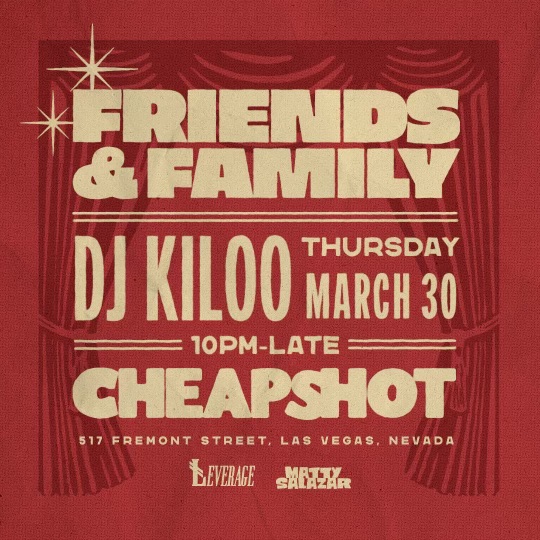 FRIENDS
& FAMILY
DJ KILOO
THURSDAY
MARCH 30
10PM-LATE
CHEAPSHOT
517 FREMONT STREET, LAS VEGAS, NEVADA
LEVERAGE
MATTY
SALAZAR